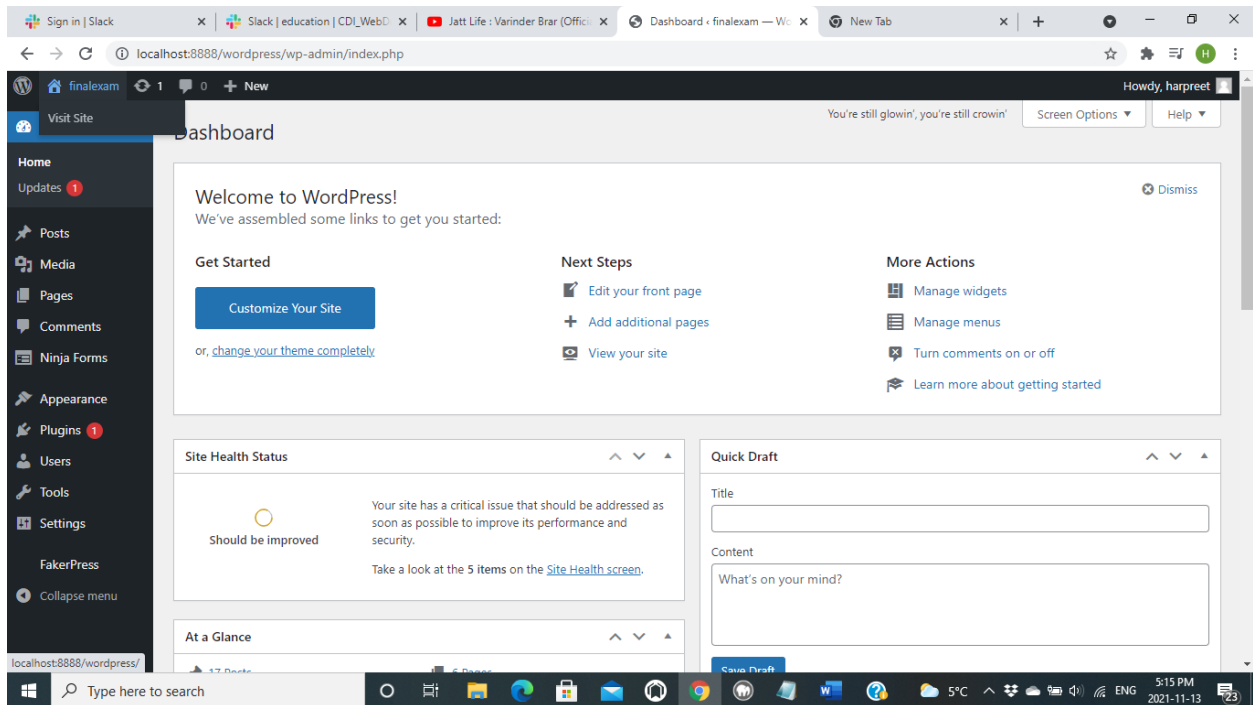 Sign in | Slack
Slack | education | CDI_WebD
Jatt Life : Varinder Brar (Officia
Dashboard ‹ finalexam — Wo
New Tab
localhost:8888/wordpress/wp-admin/index.php
H
finalexam
1
0
New
Howdy, harpreet
Visit Site
Dashboard
You're still glowin', you're still crowin'
Screen Options
Help
Home
Updates 1
Posts
Media
Pages
Comments
Ninja Forms
Appearance
Plugins 1
Users
Tools
Settings
FakerPress
Collapse menu
Welcome to WordPress!
We've assembled some links to get you started:
Dismiss
Get Started
Customize Your Site
or, change your theme completely
Next Steps
Edit your front page
Add additional pages
View your site
More Actions
Manage widgets
Manage menus
Turn comments on or off
Learn more about getting started
Site Health Status
Should be improved
Your site has a critical issue that should be addressed as
soon as possible to improve its performance and
security.
Take a look at the 5 items on the Site Health screen.
At a Glance
17 Posts
6 Pages
Quick Draft
Title
Content
What's on your mind?
Save Draft
localhost:8888/wordpress/
Type here to search
5°C
ENG
5:15 PM
2021-11-13
23